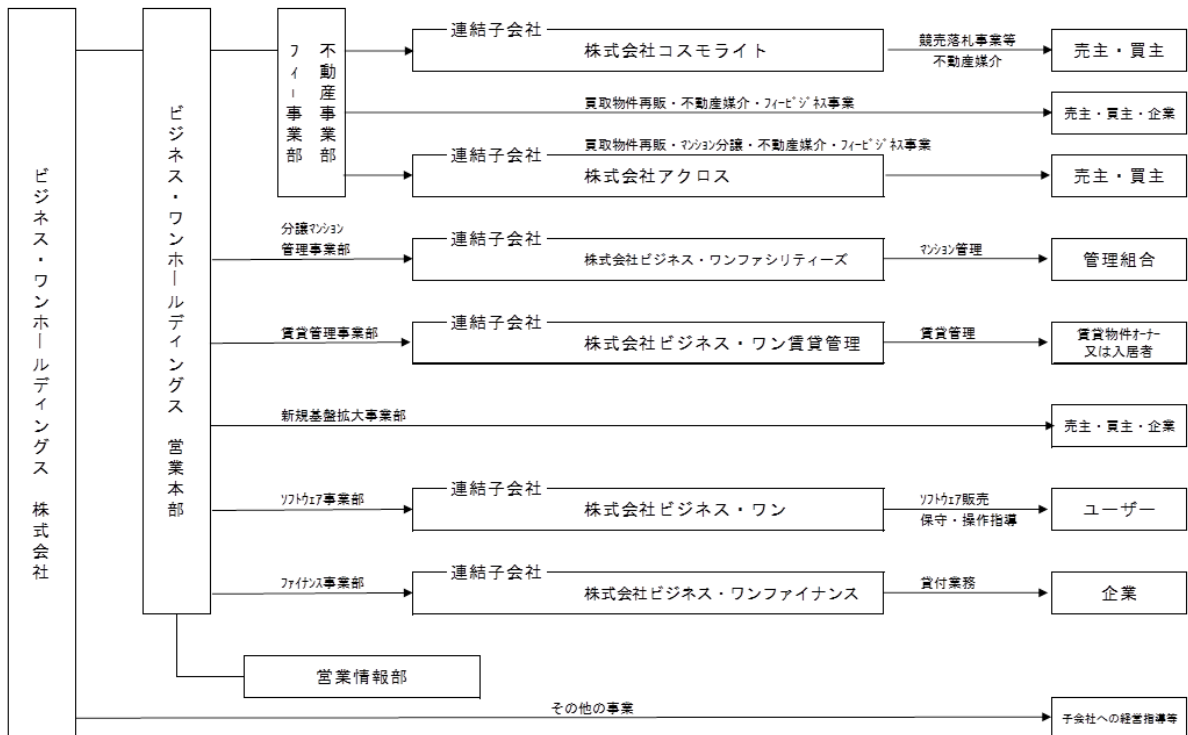 ビジネス・ワンホールディングス 株式会社
ビジネス・ワンホールディングス 営業本部
不動産事業部
フィー事業部
連結子会社
株式会社コスモライト
競売落札事業等
不動産媒介
売主・買主
買取物件再販・不動産媒介・フィービジネス事業
売主・買主・企業
買取物件再販・マンション分譲・不動産媒介・フィービジネス事業
連結子会社
株式会社アクロス
売主・買主
分譲マンション
管理事業部
連結子会社
株式会社ビジネス・ワンファシリティーズ
マンション管理
管理組合
賃貸管理事業部
連結子会社
株式会社ビジネス・ワン賃貸管理
賃貸管理
賃貸物件オーナー
又は入居者
新規基盤拡大事業部
売主・買主・企業
ソフトウェア事業部
連結子会社
株式会社ビジネス・ワン
ソフトウェア販売
保守・操作指導
ユーザー
ファイナンス事業部
連結子会社
株式会社ビジネス・ワンファイナンス
貸付業務
企業
営業情報部
その他の事業
子会社への経営指導等